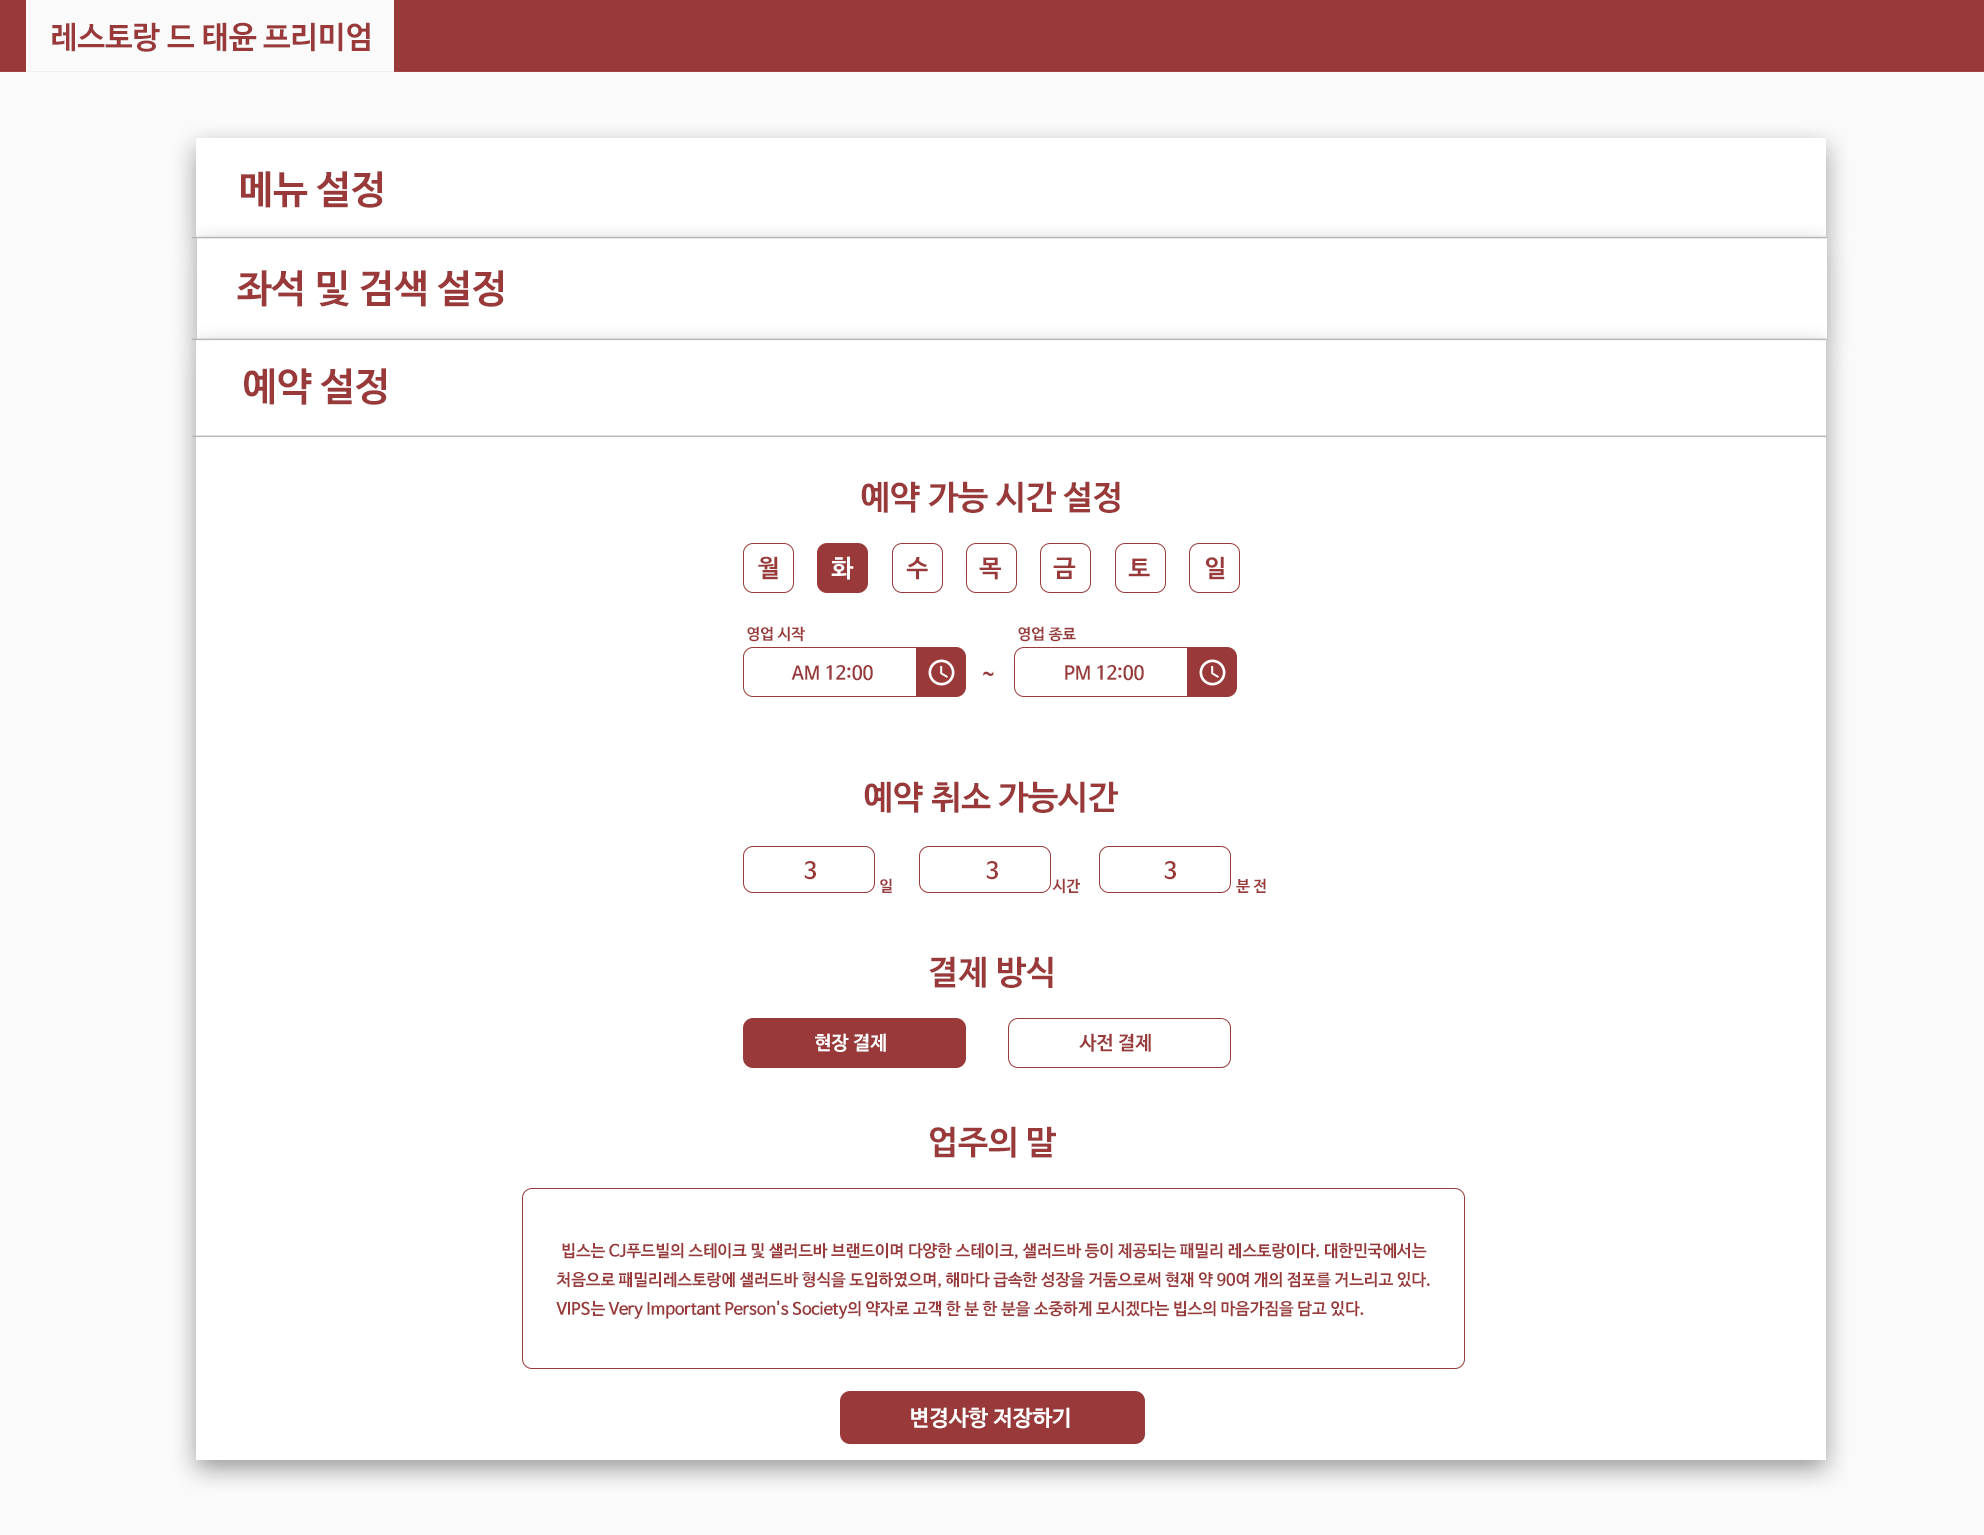 레스토랑 드 태윤 프리미엄
메뉴 설정
좌석 및 검색 설정
예약 설정
예약 가능 시간 설정
월 화 수 목 금 토 일
영업 시작 영업 종료
AM 12:00 ~ PM 12:00
예약 취소 가능시간
3 일 3 시간 3 분 전
결제 방식
현장 결제 사전 결제
업주의 말
빕스는 CJ푸드빌의 스테이크 및 샐러드바 브랜드이며 다양한 스테이크, 샐러드바 등이 제공되는 패밀리 레스토랑이다. 대한민국에서는
처음으로 패밀리레스토랑에 샐러드바 형식을 도입하였으며, 해마다 급속한 성장을 거둠으로써 현재 약 90여 개의 점포를 거느리고 있다.
VIPS는 Very Important Person's Society의 약자로 고객 한 분 한 분을 소중하게 모시겠다는 빕스의 마음가짐을 담고 있다.
변경사항 저장하기